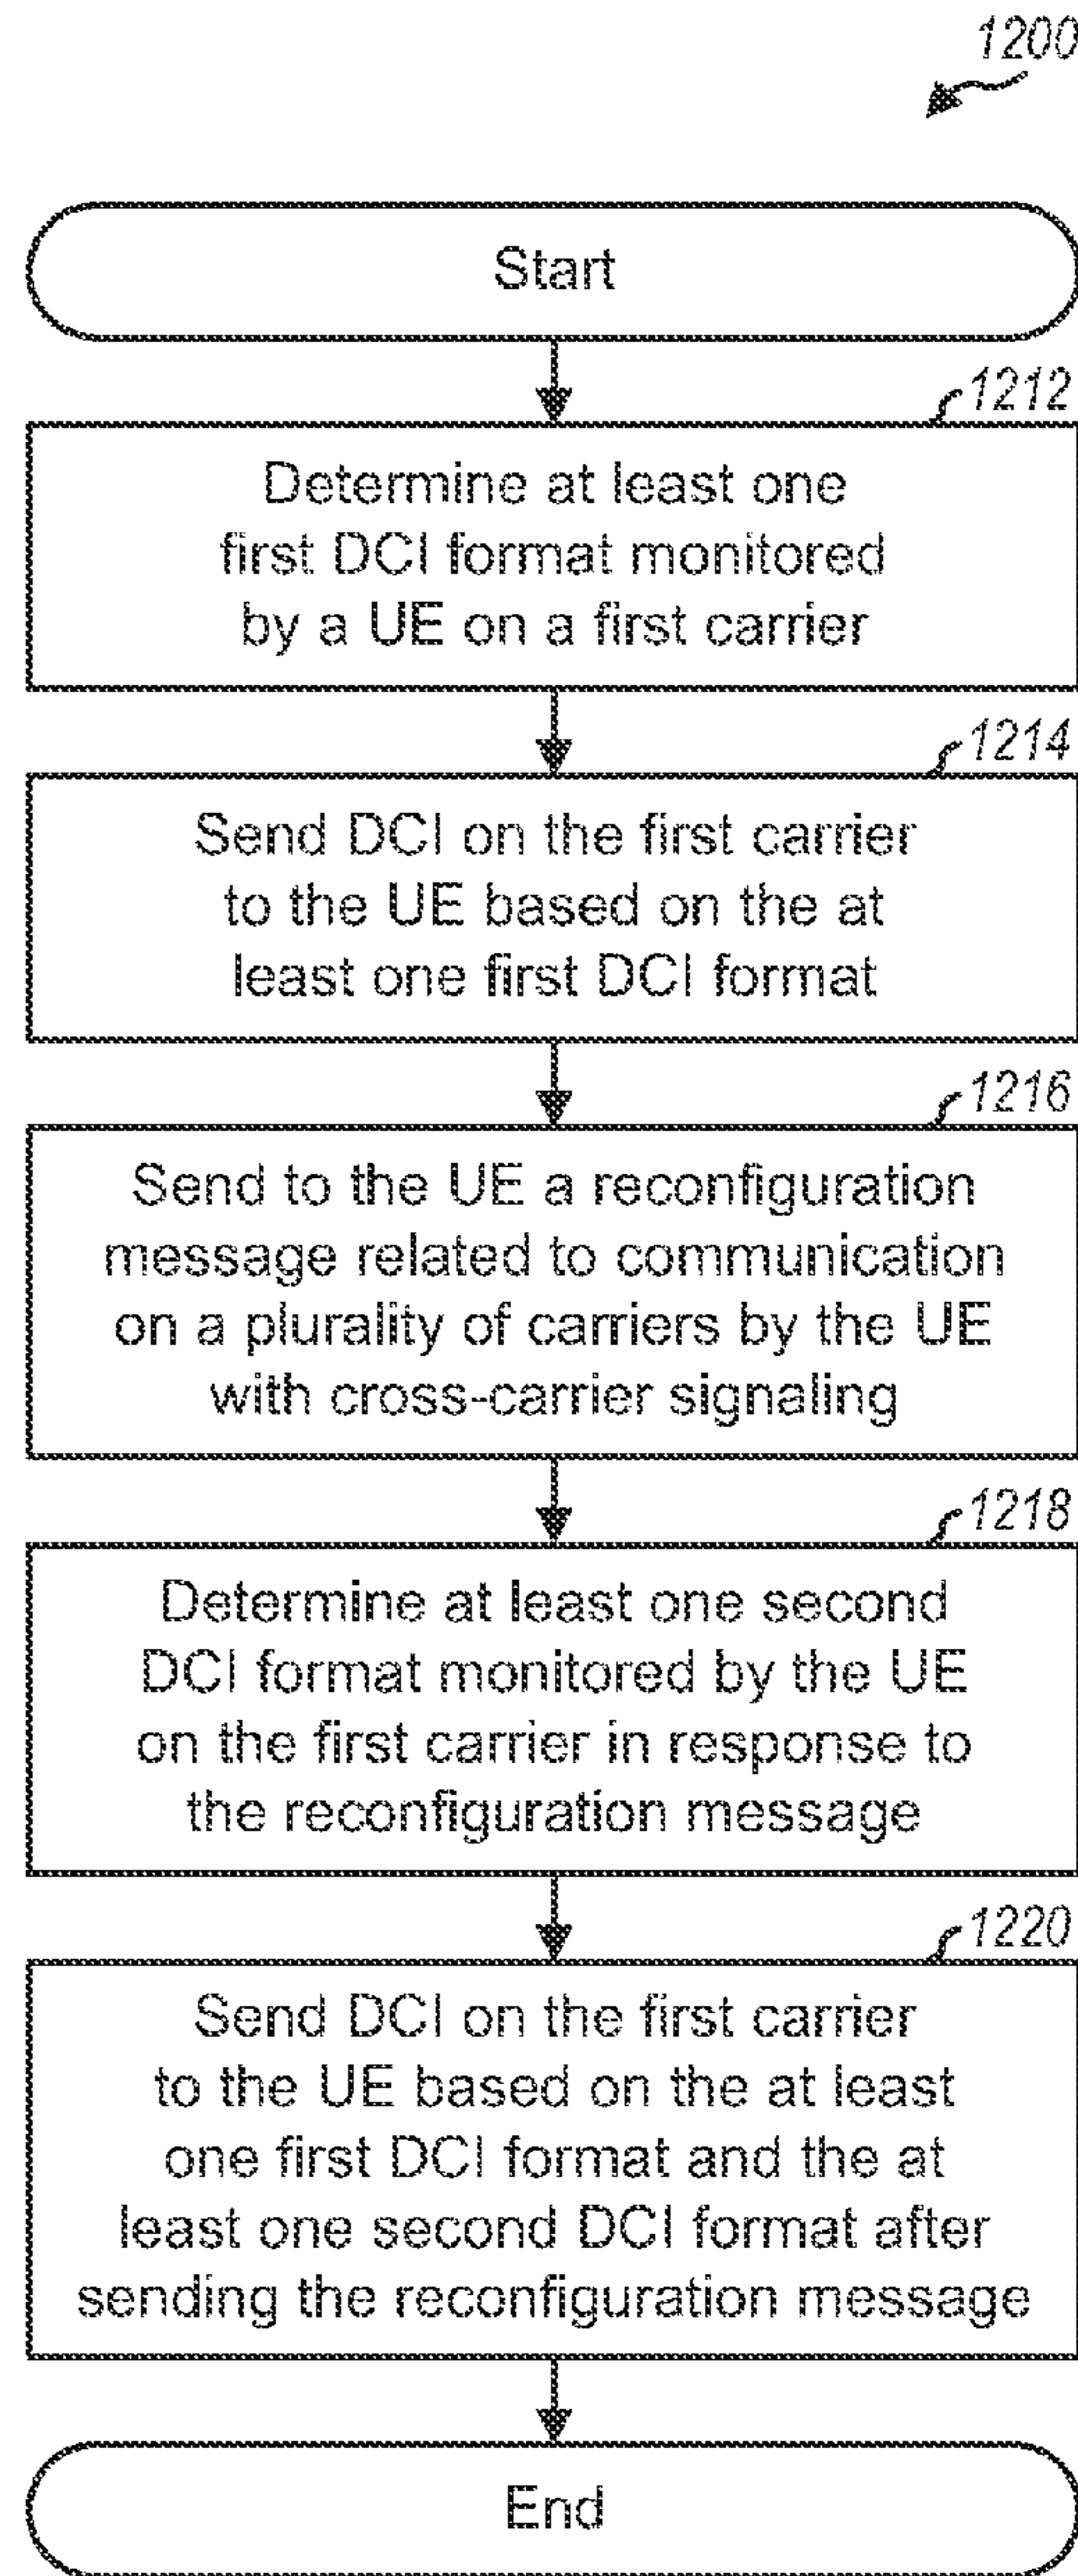 1200
Start
1212
Determine at least one
first DCI format monitored
by a UE on a first carrier
1214
Send DCI on the first carrier
to the UE based on the at
least one first DCI format
1216
Send to the UE a reconfiguration
message related to communication
on a plurality of carriers by the UE
with cross-carrier signaling
1218
Determine at least one second
DCI format monitored by the UE
on the first carrier in response to
the reconfiguration message
1220
Send DCI on the first carrier
to the UE based on the at least
one first DCI format and the at
least one second DCI format after
sending the reconfiguration message
End